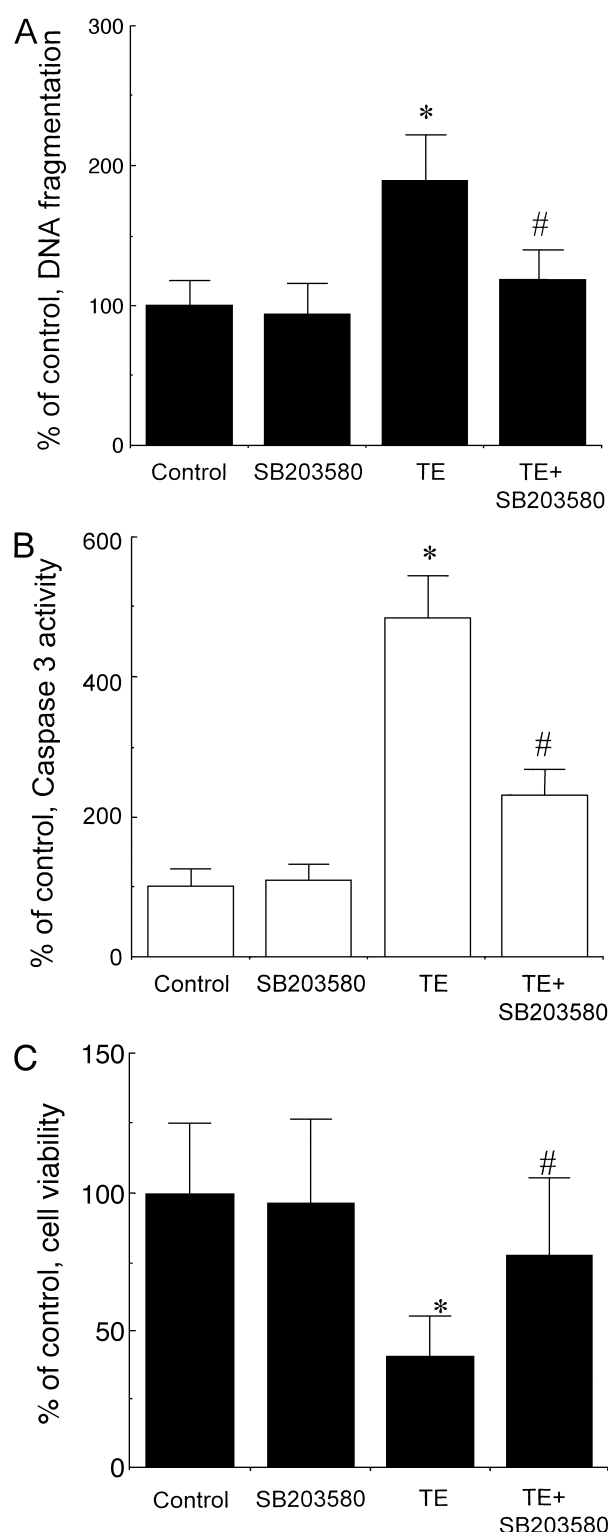 A
% of control, DNA fragmentation
300
200
100
0
*
#
Control SB203580 TE TE+
SB203580
B
% of control, Caspase 3 activity
600
400
200
0
*
#
Control SB203580 TE TE+
SB203580
C
% of control, cell viability
150
100
50
0
*
#
Control SB203580 TE TE+
SB203580